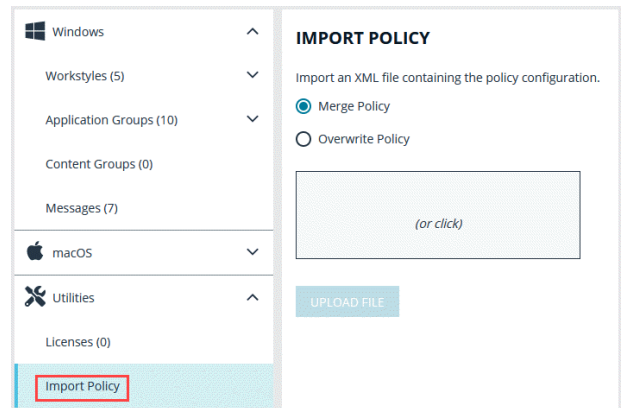 Windows
Workstyles (5)
Application Groups (10)
Content Groups (0)
Messages (7)
macOS
Utilities
Licenses (0)
Import Policy
IMPORT POLICY
Import an XML file containing the policy configuration.
Merge Policy
Overwrite Policy
(or click)
UPLOAD FILE